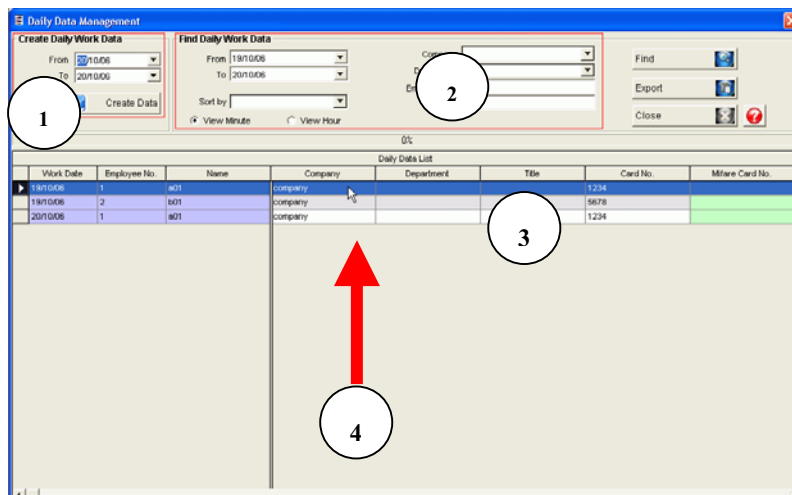 Daily Data Management
Create Daily Work Data
From 20/10/06
To 20/10/06
Create Data
1
Find Daily Work Data
From 19/10/06
To 20/10/06
Sort by
View Minute View Hour
2
Find
Export
Close
0%
Daily Data List
Work Date Employee No. Name Company Department Title Card No. Mifare Card No.
19/10/06 1 a01 company 1234
19/10/06 2 b01 company 5678
20/10/06 1 a01 company 1234
3
4